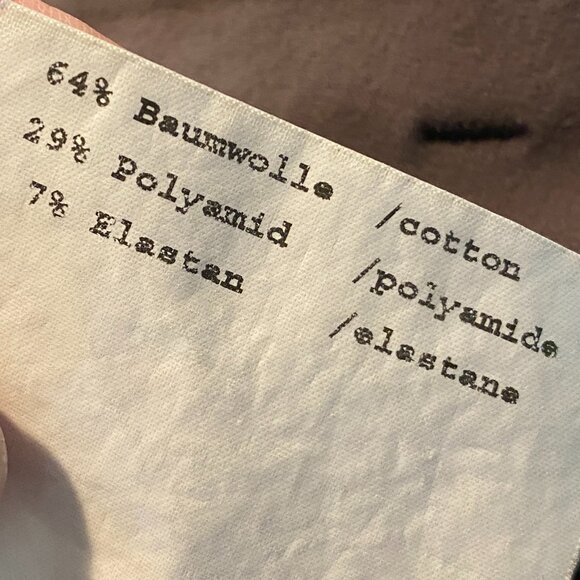 64% Baumwolle /cotton
29% Polyamid /polyamide
7% Elastan /elastane